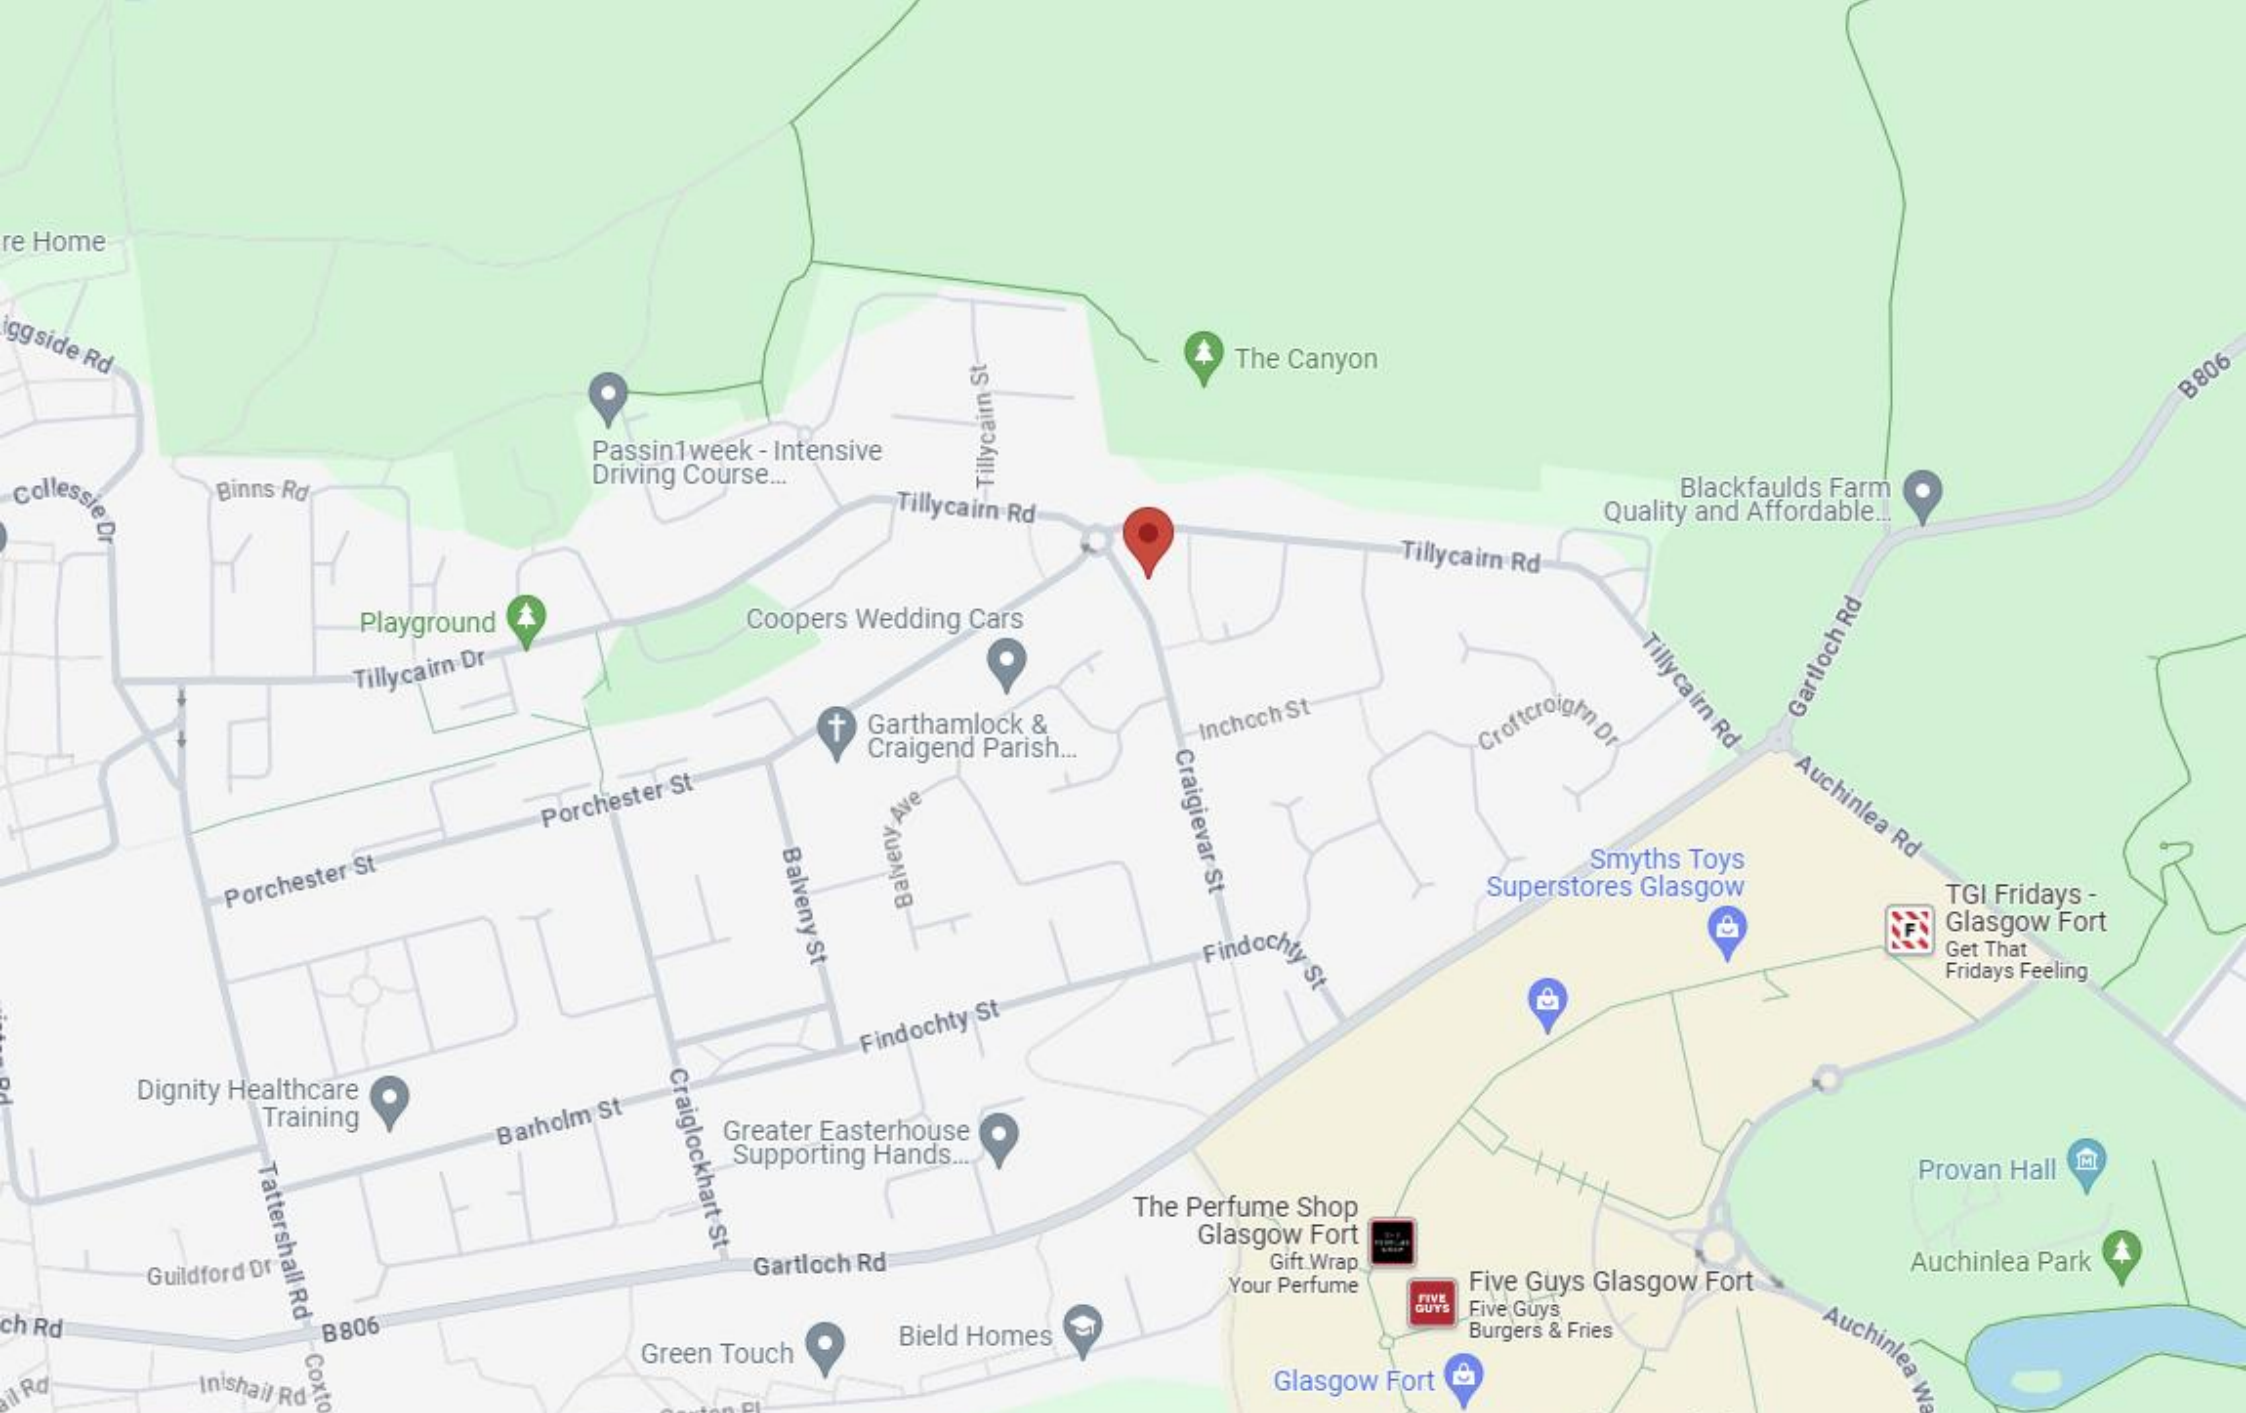 re Home
iggside Rd
The Canyon
B806
Tillycairn St
Passin1week - Intensive
Driving Course...
Collessie Dr
Binns Rd
Tillycairn Rd
Blackfaulds Farm
Quality and Affordable...
Tillycairn Rd
Playground
Coopers Wedding Cars
Gartloch Rd
Tillycairn Dr
Tillycairn Rd
Garthamlock &
Craigend Parish...
Inchcch St
Croftcroighn Dr
Porchester St
Craigievar St
Auchinlea Rd
Balveny Ave
Porchester St
Balveny St
Smyths Toys
Superstores Glasgow
TGI Fridays -
Glasgow Fort
Get That
Fridays Feeling
F
Findochty St
Findochty St
Dignity Healthcare
Training
Barholm St
Craiglockhart St
Greater Easterhouse
Supporting Hands...
Provan Hall
Tattershall Rd
The Perfume Shop
Glasgow Fort
Gift Wrap
Your Perfume
Auchinlea Park
Guildford Dr
Gartloch Rd
Five Guys Glasgow Fort
Five Guys
Burgers & Fries
FIVE
GUYS
ch Rd
B806
Green Touch
Bield Homes
Auchinlea Wa
Glasgow Fort
Inishail Rd
Coxto
ail Rd